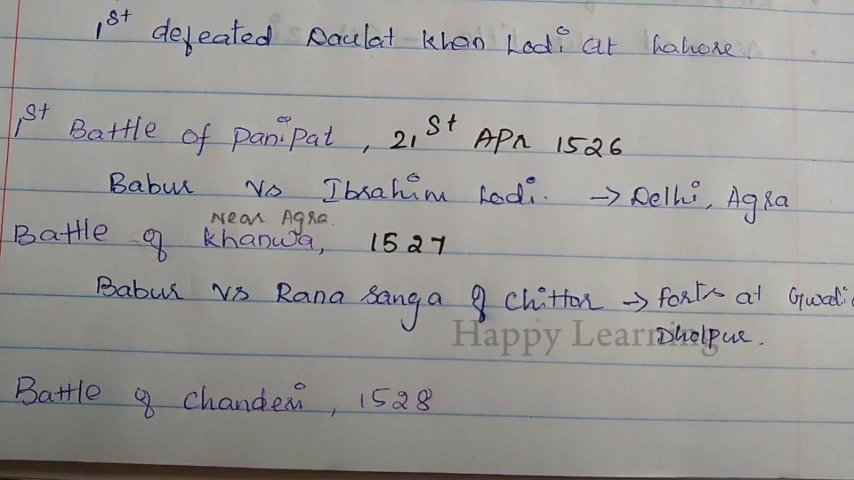 1st defeated Daulat Khan Lodi at Lahore.
1st Battle of Panipat, 21st Apr 1526
Babur Vs Ibrahim Lodi. → Delhi, Agra
Near Agra.
Battle of Khanwa, 1527
Babur Vs Rana Sanga of Chittor → Forts at
Happy Learning
Dholpur.
Battle of Chanderi, 1528